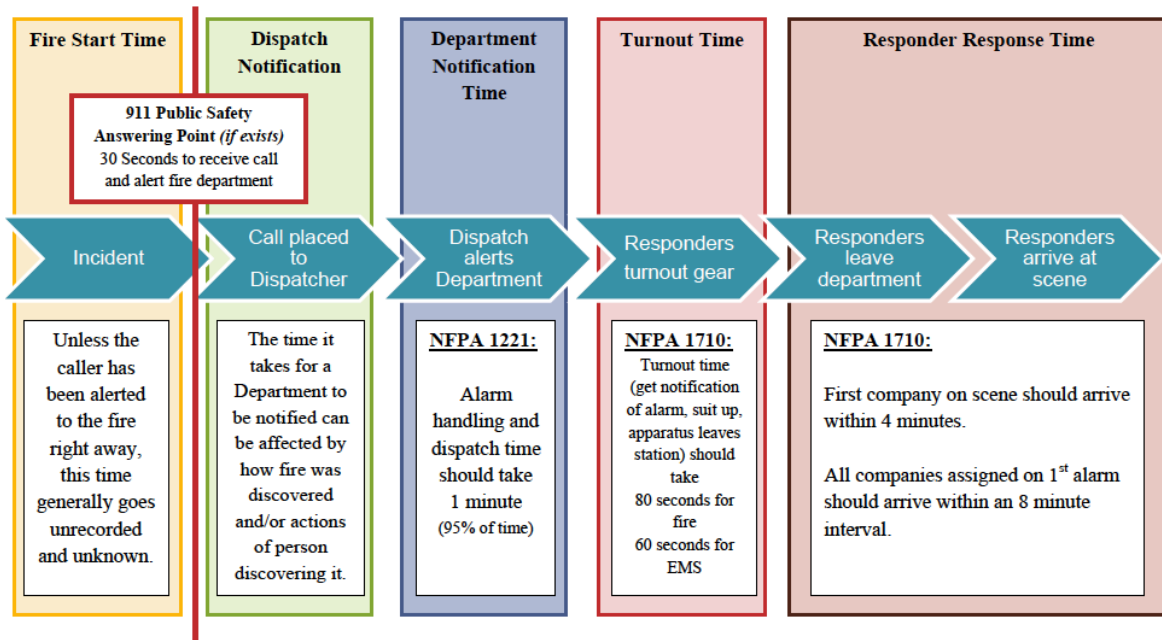 Fire Start Time
Dispatch
Notification
Department
Notification
Time
Turnout Time
Responder Response Time
911 Public Safety
Answering Point (if exists)
30 Seconds to receive call
and alert fire department
Incident
Call placed
to
Dispatcher
Dispatch
alerts
Department
Responders
turnout gear
Responders
leave
department
Responders
arrive at
scene
Unless the
caller has
been alerted
to the fire
right away,
this time
generally goes
unrecorded
and unknown.
The time it
takes for a
Department to
be notified can
be affected by
how fire was
discovered
and/or actions
of person
discovering it.
NFPA 1221:
Alarm
handling and
dispatch time
should take
1 minute
(95% of time)
NFPA 1710:
Turnout time
(get notification
of alarm, suit up,
apparatus leaves
station) should
take
80 seconds for
fire
60 seconds for
EMS
NFPA 1710:
First company on scene should arrive
within 4 minutes.
All companies assigned on 1st alarm
should arrive within an 8 minute
interval.